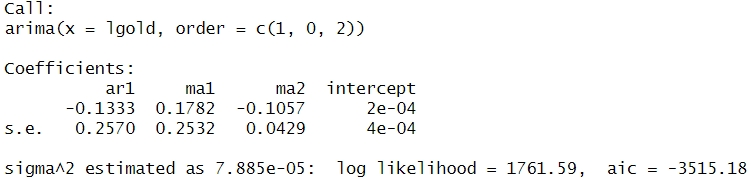 Call:
arima(x = lgold, order = c(1, 0, 2))
Coefficients:
ar1 ma1 ma2 intercept
-0.1333 0.1782 -0.1057 2e-04
s.e. 0.2570 0.2532 0.0429 4e-04
sigma^2 estimated as 7.885e-05: log likelihood = 1761.59, aic = -3515.18